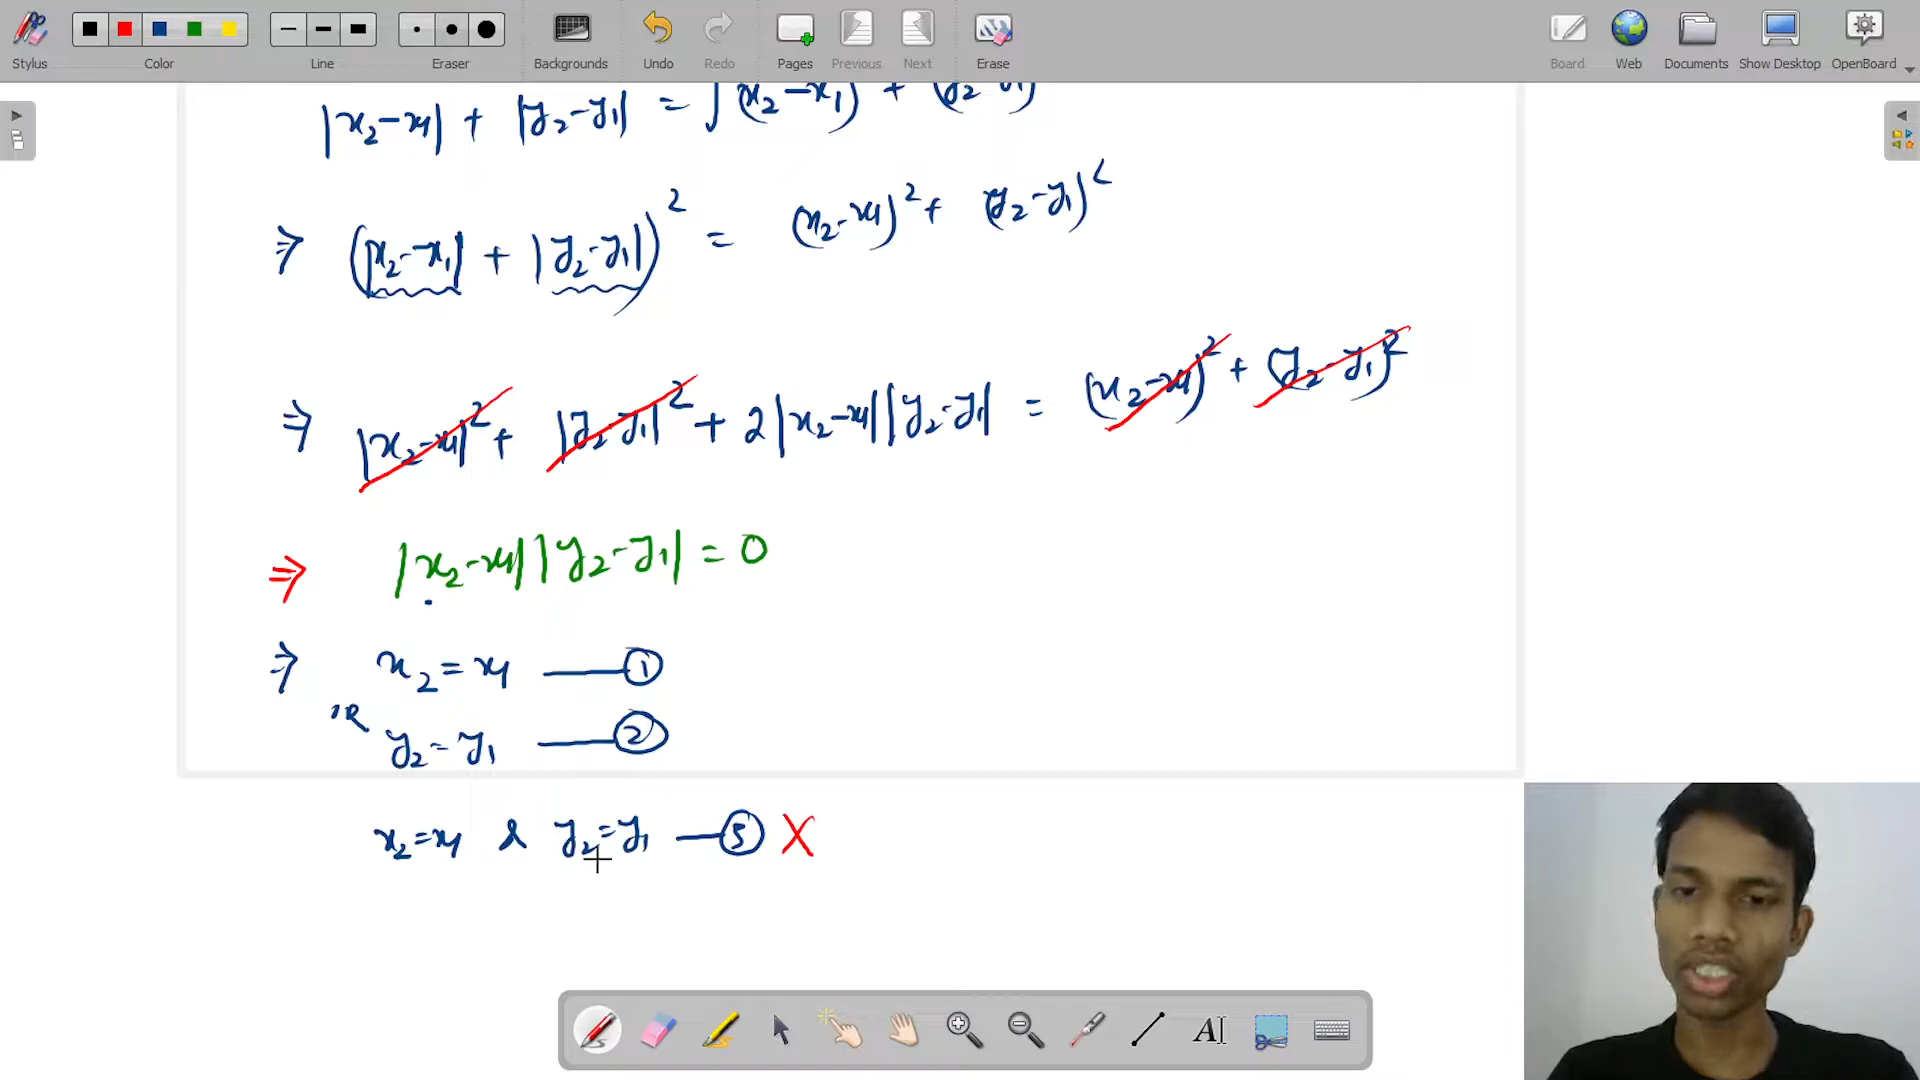 Stylus Color Line Eraser Backgrounds Undo Redo Pages Previous Next Erase Board Web Documents Show Desktop OpenBoard
|x₂-x₁| + |y₂-y₁| = √(x₂-x₁) + (y₂-y₁)
⇒ (|x₂-x₁| + |y₂-y₁|)² = (x₂-x₁)² + (y₂-y₁)²
⇒ |x₂-x₁|² + |y₂-y₁|² + 2|x₂-x₁||y₂-y₁| = (x₂-x₁)² + (y₂-y₁)²
⇒ |x₂-x₁||y₂-y₁| = 0
⇒ x₂ = x₁ —①
OR
y₂ = y₁ —②
x₂=x₁ & y₂=y₁ —③ X
AI